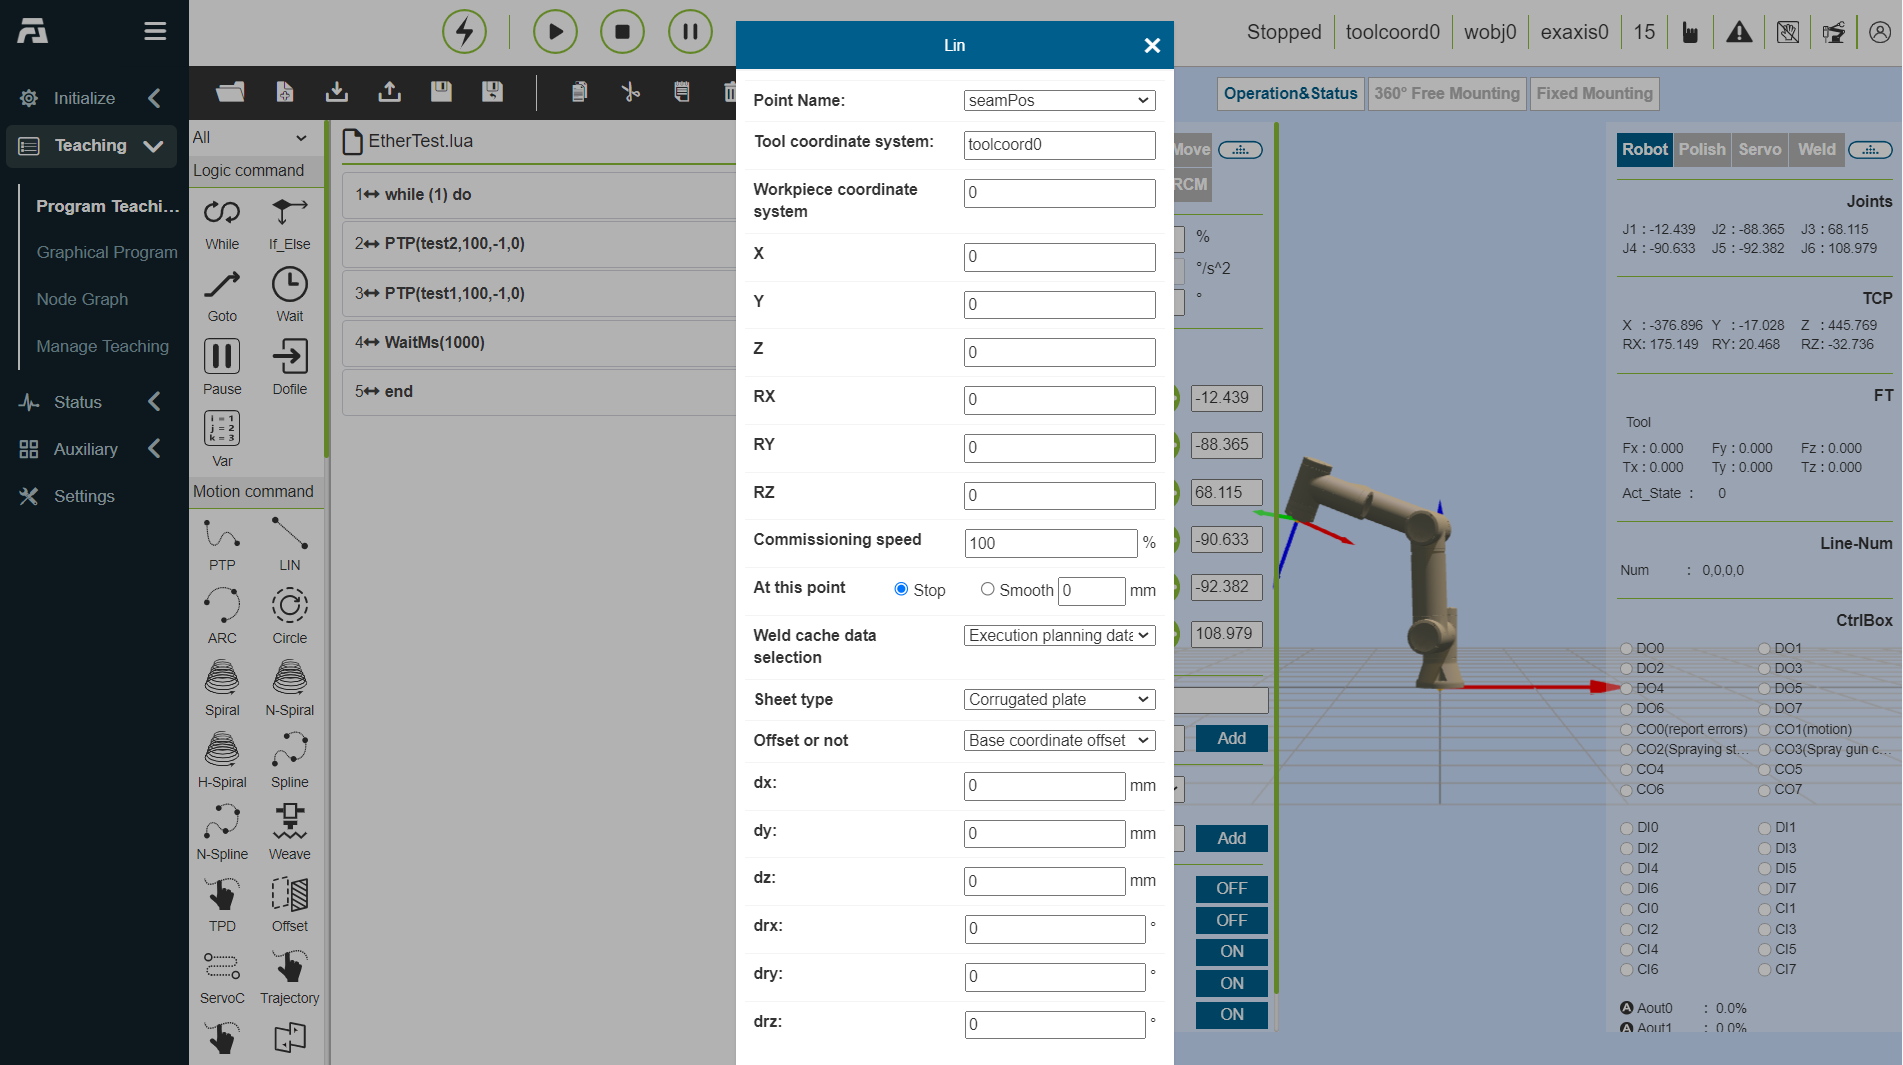 Stopped
toolcoord0
wobj0
exaxis0
15
Initialize
Teaching
Program Teachi...
Graphical Program
Node Graph
Manage Teaching
Status
Auxiliary
Settings
All
Logic command
While
If_Else
Goto
Wait
Pause
Dofile
i = 1
j = 2
k = 3
Var
Motion command
PTP
LIN
ARC
Circle
Spiral
N-Spiral
H-Spiral
Spline
N-Spline
Weave
TPD
Offset
ServoC
Trajectory
EtherTest.lua
1 while (1) do
2 PTP(test2,100,-1,0)
3 PTP(test1,100,-1,0)
4 WaitMs(1000)
5 end
Lin
Point Name: seamPos
Tool coordinate system: toolcoord0
Workpiece coordinate system 0
X 0
Y 0
Z 0
RX 0
RY 0
RZ 0
Commissioning speed 100 %
At this point Stop Smooth 0 mm
Weld cache data selection Execution planning data
Sheet type Corrugated plate
Offset or not Base coordinate offset
dx: 0 mm
dy: 0 mm
dz: 0 mm
drx: 0 °
dry: 0 °
drz: 0 °
Operation&Status
360° Free Mounting
Fixed Mounting
Move
RCM
%
°/s^2
°
-12.439
-88.365
68.115
-90.633
-92.382
108.979
Add
Add
OFF
OFF
ON
ON
ON
Robot Polish Servo Weld
Joints
J1 : -12.439 J2 : -88.365 J3 : 68.115
J4 : -90.633 J5 : -92.382 J6 : 108.979
TCP
X : -376.896 Y : -17.028 Z : 445.769
RX: 175.149 RY: 20.468 RZ: -32.736
FT
Tool
Fx : 0.000 Fy : 0.000 Fz : 0.000
Tx : 0.000 Ty : 0.000 Tz : 0.000
Act_State : 0
Line-Num
Num : 0,0,0,0
CtrlBox
DO0 DO1
DO2 DO3
DO4 DO5
DO6 DO7
CO0(report errors) CO1(motion)
CO2(Spraying st... CO3(Spray gun c...
CO4 CO5
CO6 CO7
DI0 DI1
DI2 DI3
DI4 DI5
DI6 DI7
CI0 CI1
CI2 CI3
CI4 CI5
CI6 CI7
A Aout0 : 0.0%
A Aout1 : 0.0%